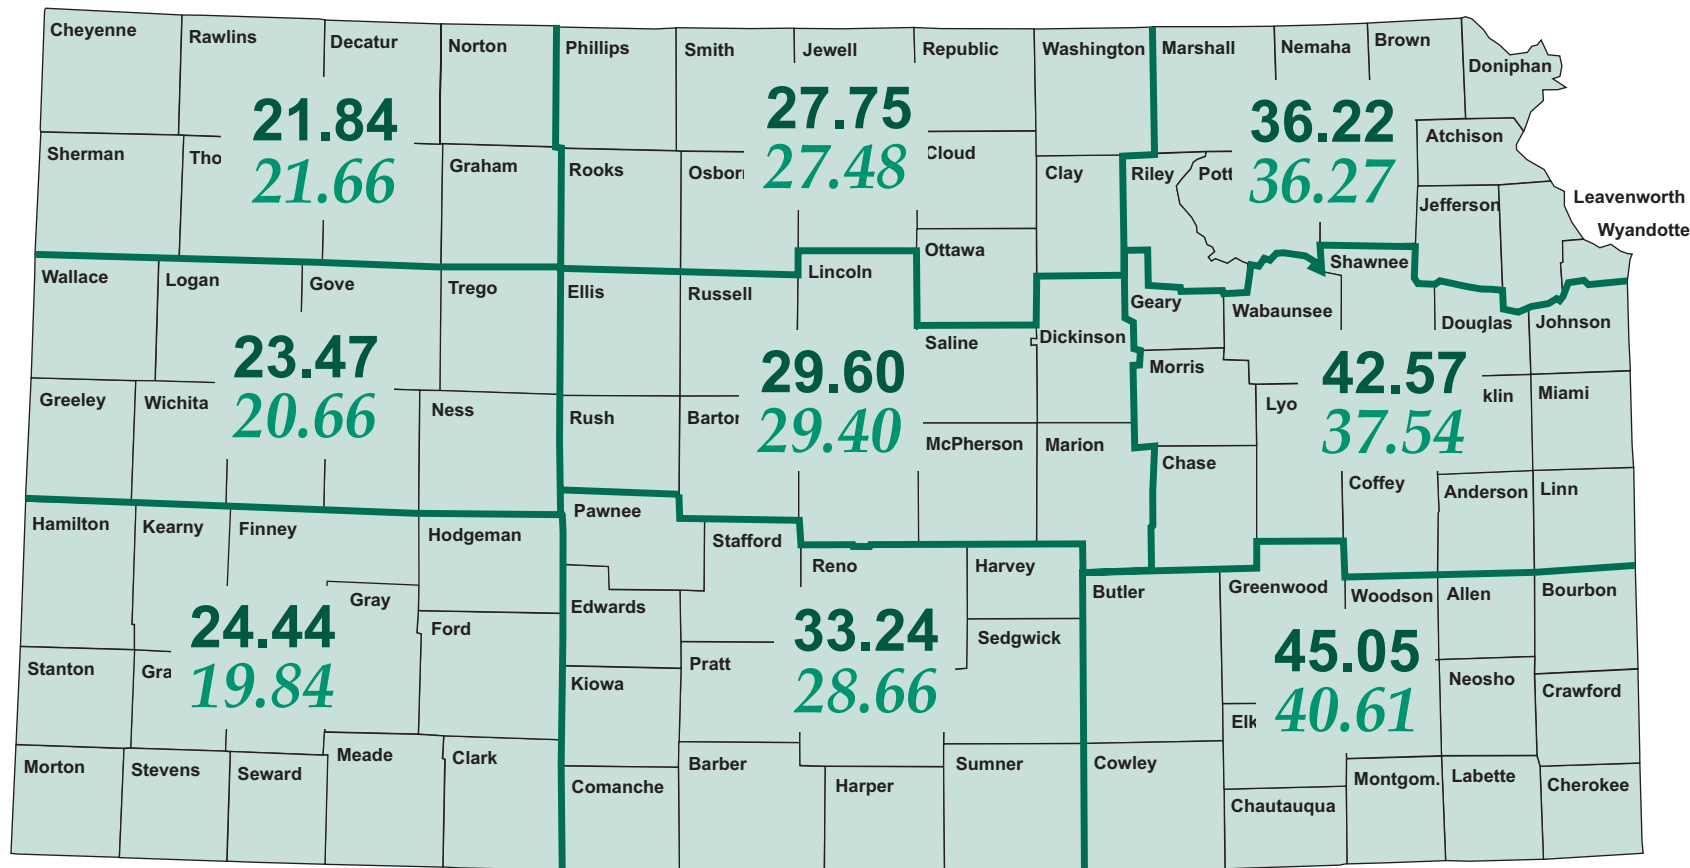 Cheyenne
Rawlins
Decatur
Norton
Phillips
Smith
Jewell
Republic
Washington
Marshall
Nemaha
Brown
Doniphan
21.84
21.66
27.75
27.48
36.22
36.27
Sherman
Tho
Graham
Rooks
Osbor
Cloud
Clay
Riley
Pott
Atchison
Jefferson
Leavenworth
Wyandotte
Ottawa
Shawnee
Wallace
Logan
Gove
Trego
Ellis
Russell
Lincoln
Saline
Dickinson
Geary
Wabaunsee
Douglas
Johnson
23.47
20.66
29.60
29.40
42.57
37.54
Greeley
Wichita
Ness
Rush
Barton
McPherson
Marion
Morris
Chase
Lyo
klin
Miami
Coffey
Anderson
Linn
Hamilton
Kearny
Finney
Hodgeman
Pawnee
Stafford
Reno
Harvey
Butler
Greenwood
Woodson
Allen
Bourbon
24.44
19.84
33.24
28.66
45.05
40.61
Gray
Ford
Edwards
Sedgwick
Stanton
Gra
Kiowa
Pratt
Elk
Neosho
Crawford
Morton
Stevens
Seward
Meade
Clark
Comanche
Barber
Harper
Sumner
Cowley
Chautauqua
Montgom.
Labette
Cherokee